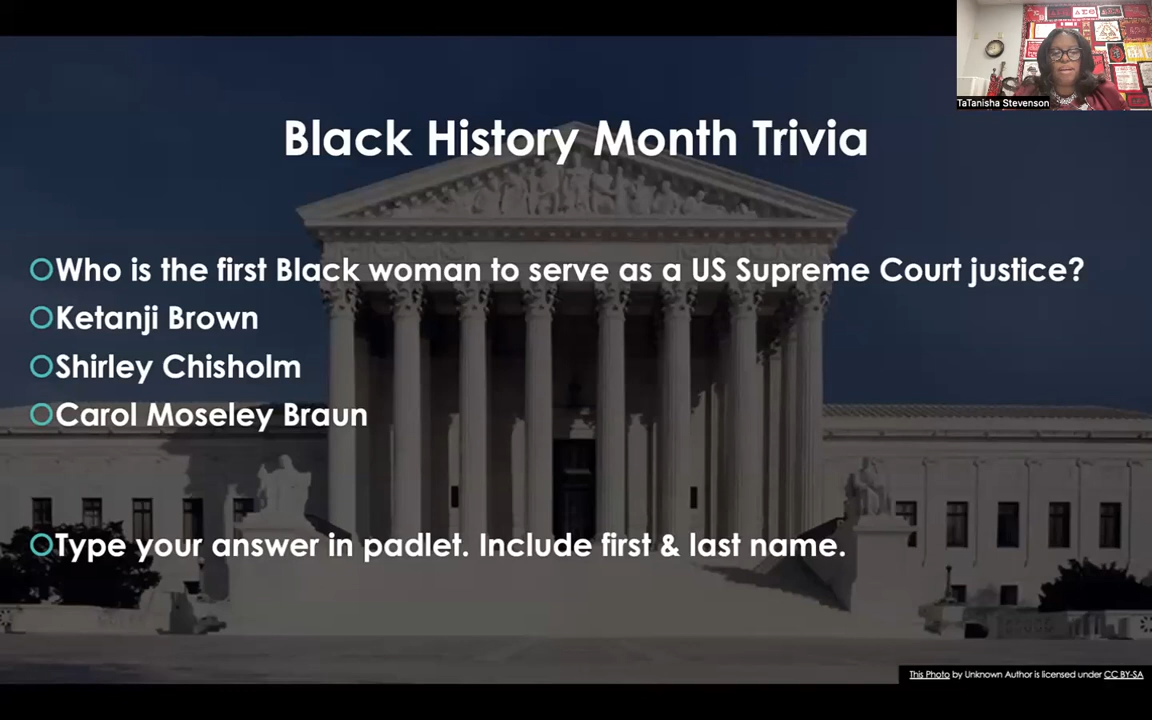 TaTanisha Stevenson
Black History Month Trivia
Who is the first Black woman to serve as a US Supreme Court justice?
Ketanji Brown
Shirley Chisholm
Carol Moseley Braun
Type your answer in padlet. Include first & last name.
This Photo by Unknown Author is licensed under CC BY-SA